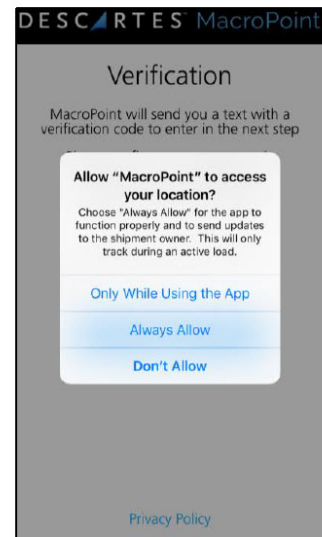 DESCARTES MacroPoint
Verification
MacroPoint will send you a text with a
verification code to enter in the next step
Allow “MacroPoint” to access
your location?
Choose "Always Allow" for the app to
function properly and to send updates
to the shipment owner. This will only
track during an active load.
Only While Using the App
Always Allow
Don’t Allow
Privacy Policy